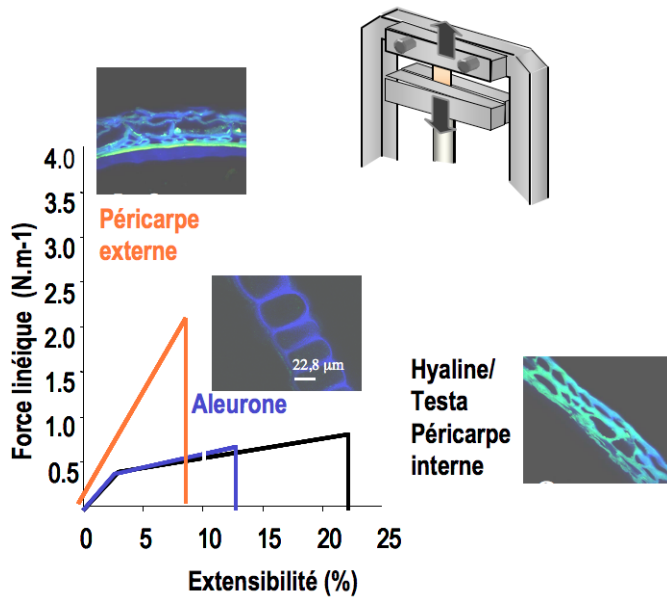 4.0
3.5
3.0
2.5
2.0
1.5
1.0
0.5
Force linéique (N.m-1)
Péricarpe
externe
22,8 µm
Aleurone
Hyaline/
Testa
Péricarpe
interne
0 5 10 15 20 25
Extensibilité (%)